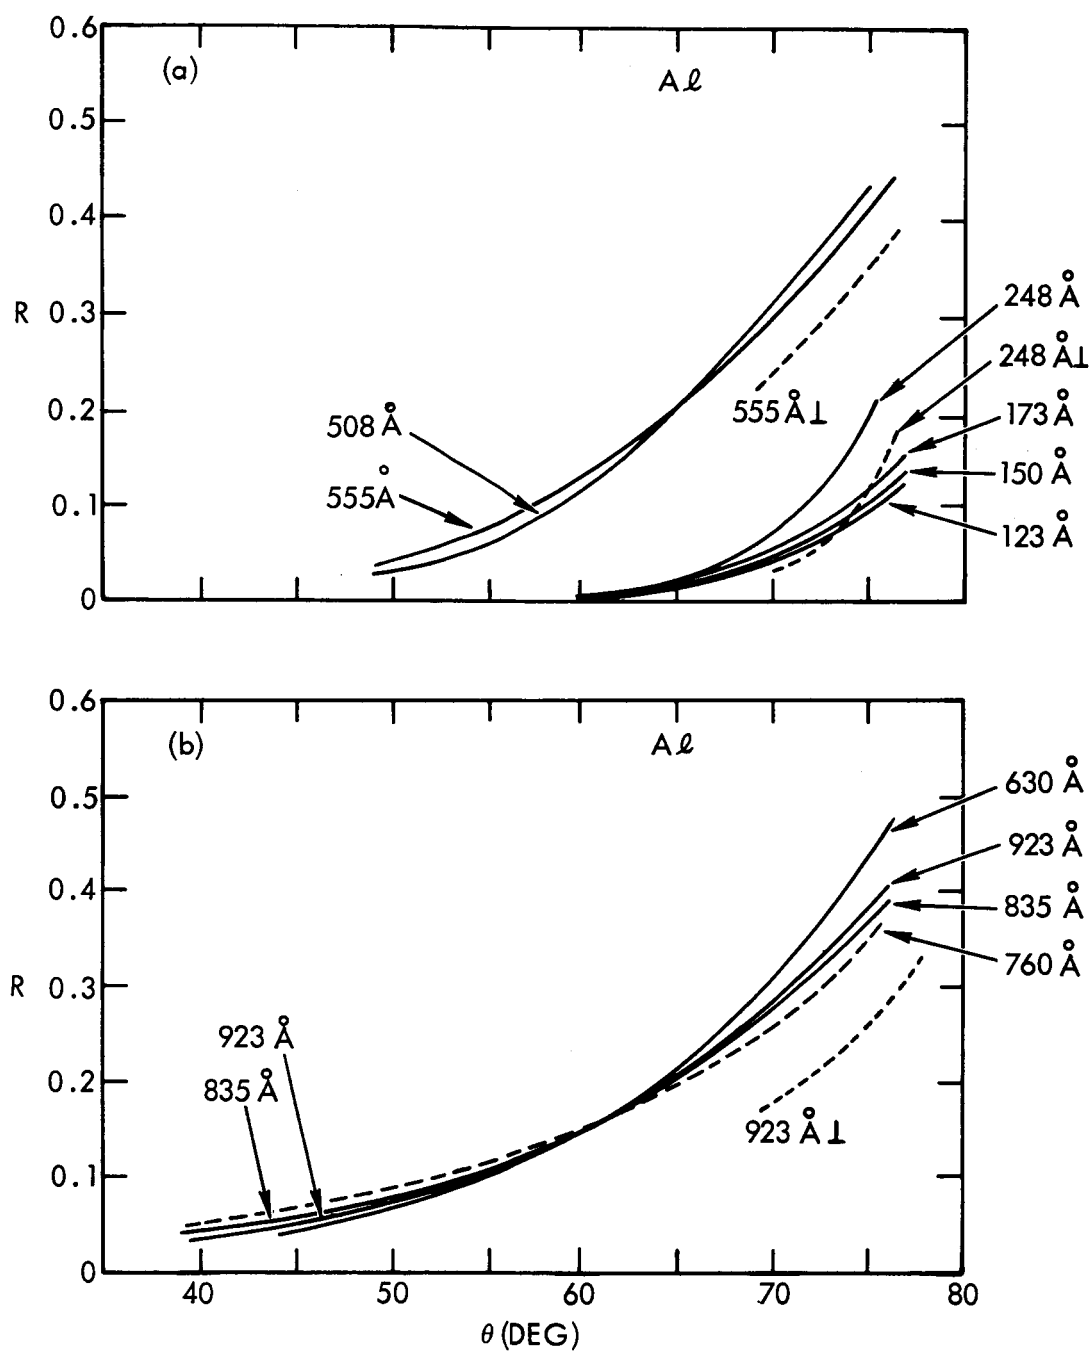 0.6
(a)
Aℓ
0.5
0.4
R 0.3
248 Å
248 Å⊥
0.2
508 Å
555 Å⊥
173 Å
555Å
150 Å
0.1
123 Å
0
0.6
(b)
Aℓ
0.5
630 Å
923 Å
0.4
835 Å
760 Å
R 0.3
923 Å
835 Å
0.2
923 Å⊥
0.1
0
40 50 60 70 80
θ (DEG)